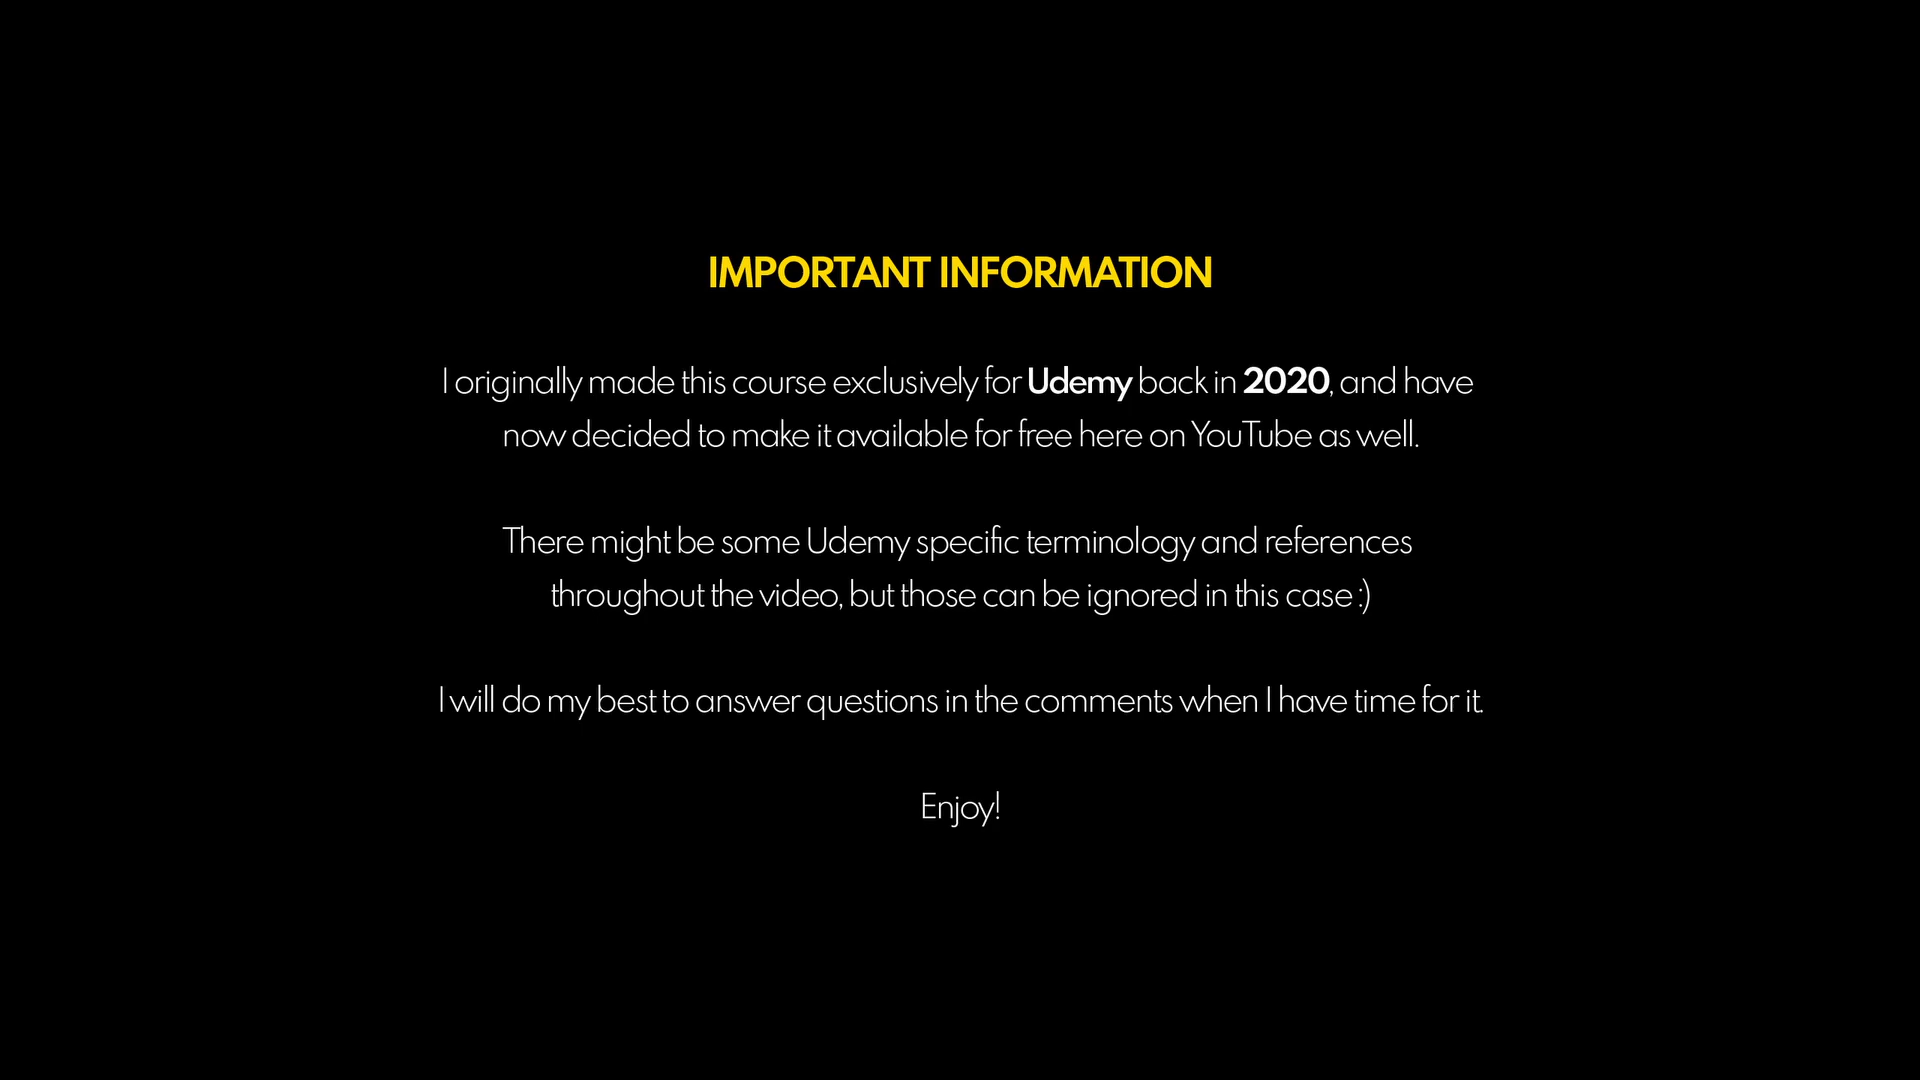 IMPORTANT INFORMATION
I originally made this course exclusively for Udemy back in 2020, and have
now decided to make it available for free here on YouTube as well.
There might be some Udemy specific terminology and references
throughout the video, but those can be ignored in this case :)
I will do my best to answer questions in the comments when I have time for it.
Enjoy!